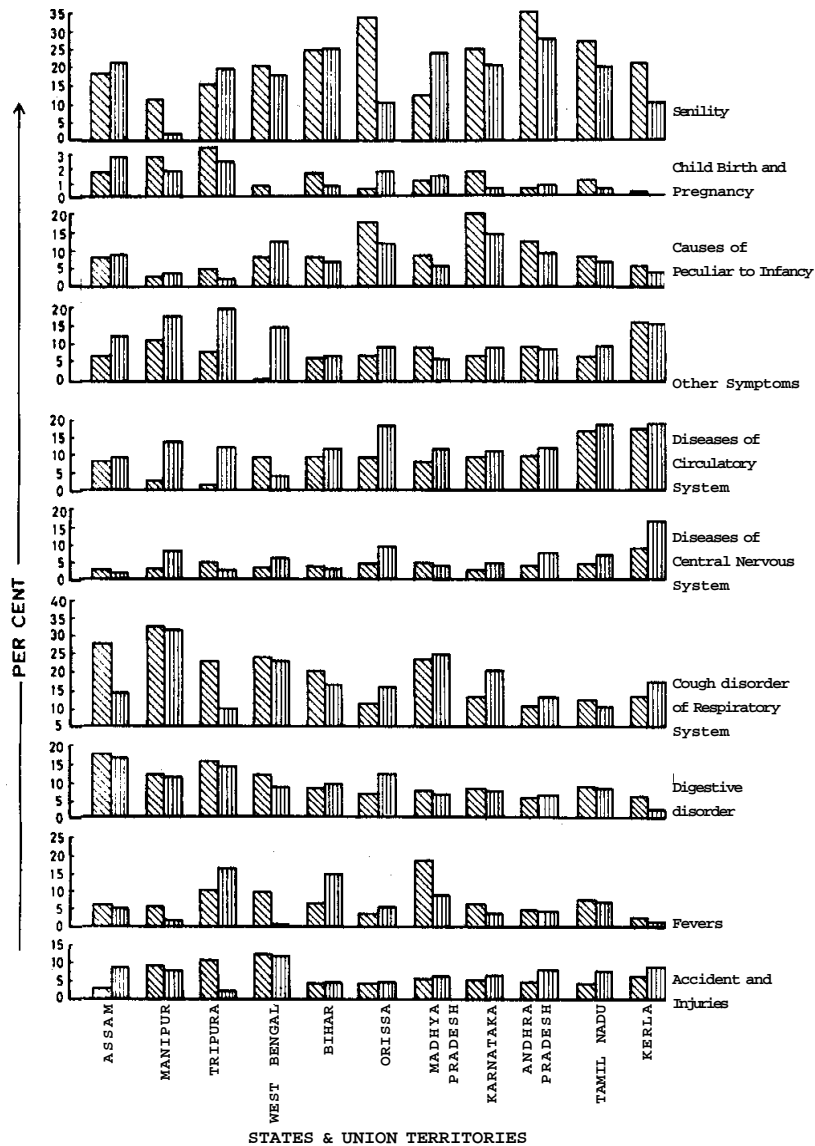 35
30
25
20
15
10
5
0
Senility
3
2
1
0
Child Birth and
Pregnancy
20
15
10
5
0
Causes of
Peculiar to Infancy
20
15
10
5
0
Other Symptoms
20
15
10
5
0
Diseases of
Circulatory
System
20
15
10
5
0
Diseases of
Central Nervous
System
40
35
30
25
20
15
10
5
Cough disorder
of Respiratory
System
20
15
10
5
0
Digestive
disorder
25
20
15
10
5
0
Fevers
15
10
5
0
Accident and
Injuries
PER CENT
ASSAM
MANIPUR
TRIPURA
WEST BENGAL
BIHAR
ORISSA
MADHYA
PRADESH
KARNATAKA
ANDHRA
PRADESH
TAMIL NADU
KERLA
STATES & UNION TERRITORIES